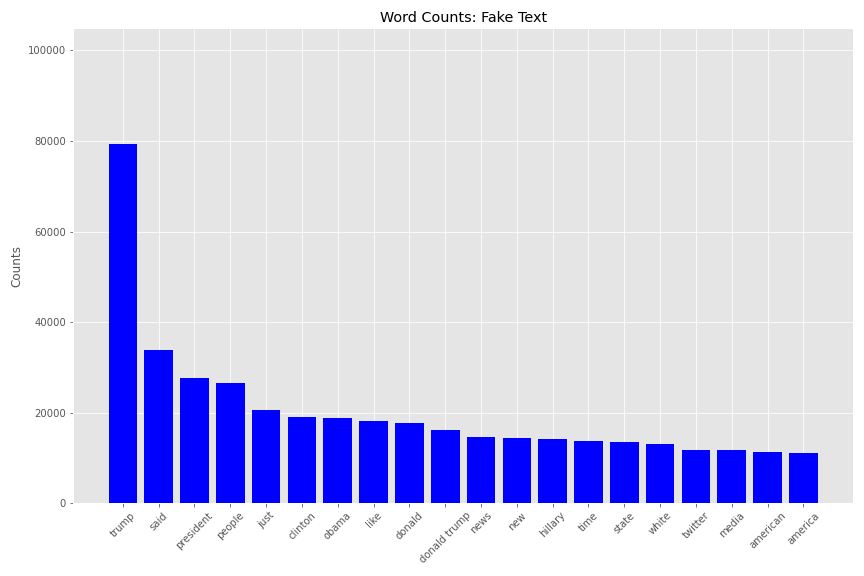 Word Counts: Fake Text
100000
80000
60000
40000
20000
0
Counts
trump
said
president
people
just
clinton
obama
like
donald
donald trump
news
new
hillary
time
state
white
twitter
media
american
america